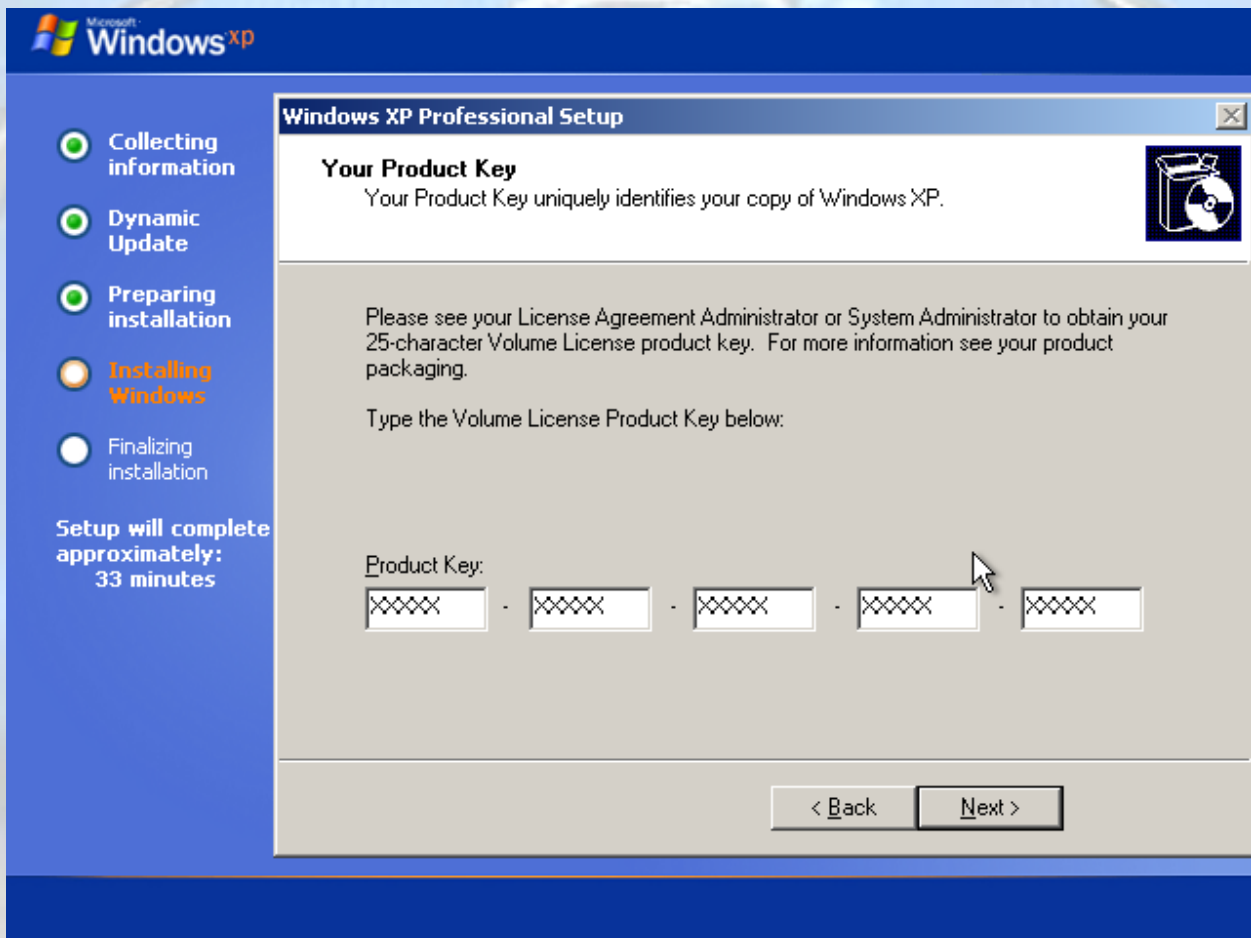 Microsoft
Windows xp
Collecting
information
Dynamic
Update
Preparing
installation
Installing
Windows
Finalizing
installation
Setup will complete
approximately:
33 minutes
Windows XP Professional Setup
Your Product Key
Your Product Key uniquely identifies your copy of Windows XP.
Please see your License Agreement Administrator or System Administrator to obtain your
25-character Volume License product key. For more information see your product
packaging.
Type the Volume License Product Key below:
Product Key:
XXXXX - XXXXX - XXXXX - XXXXX - XXXXX
< Back Next >